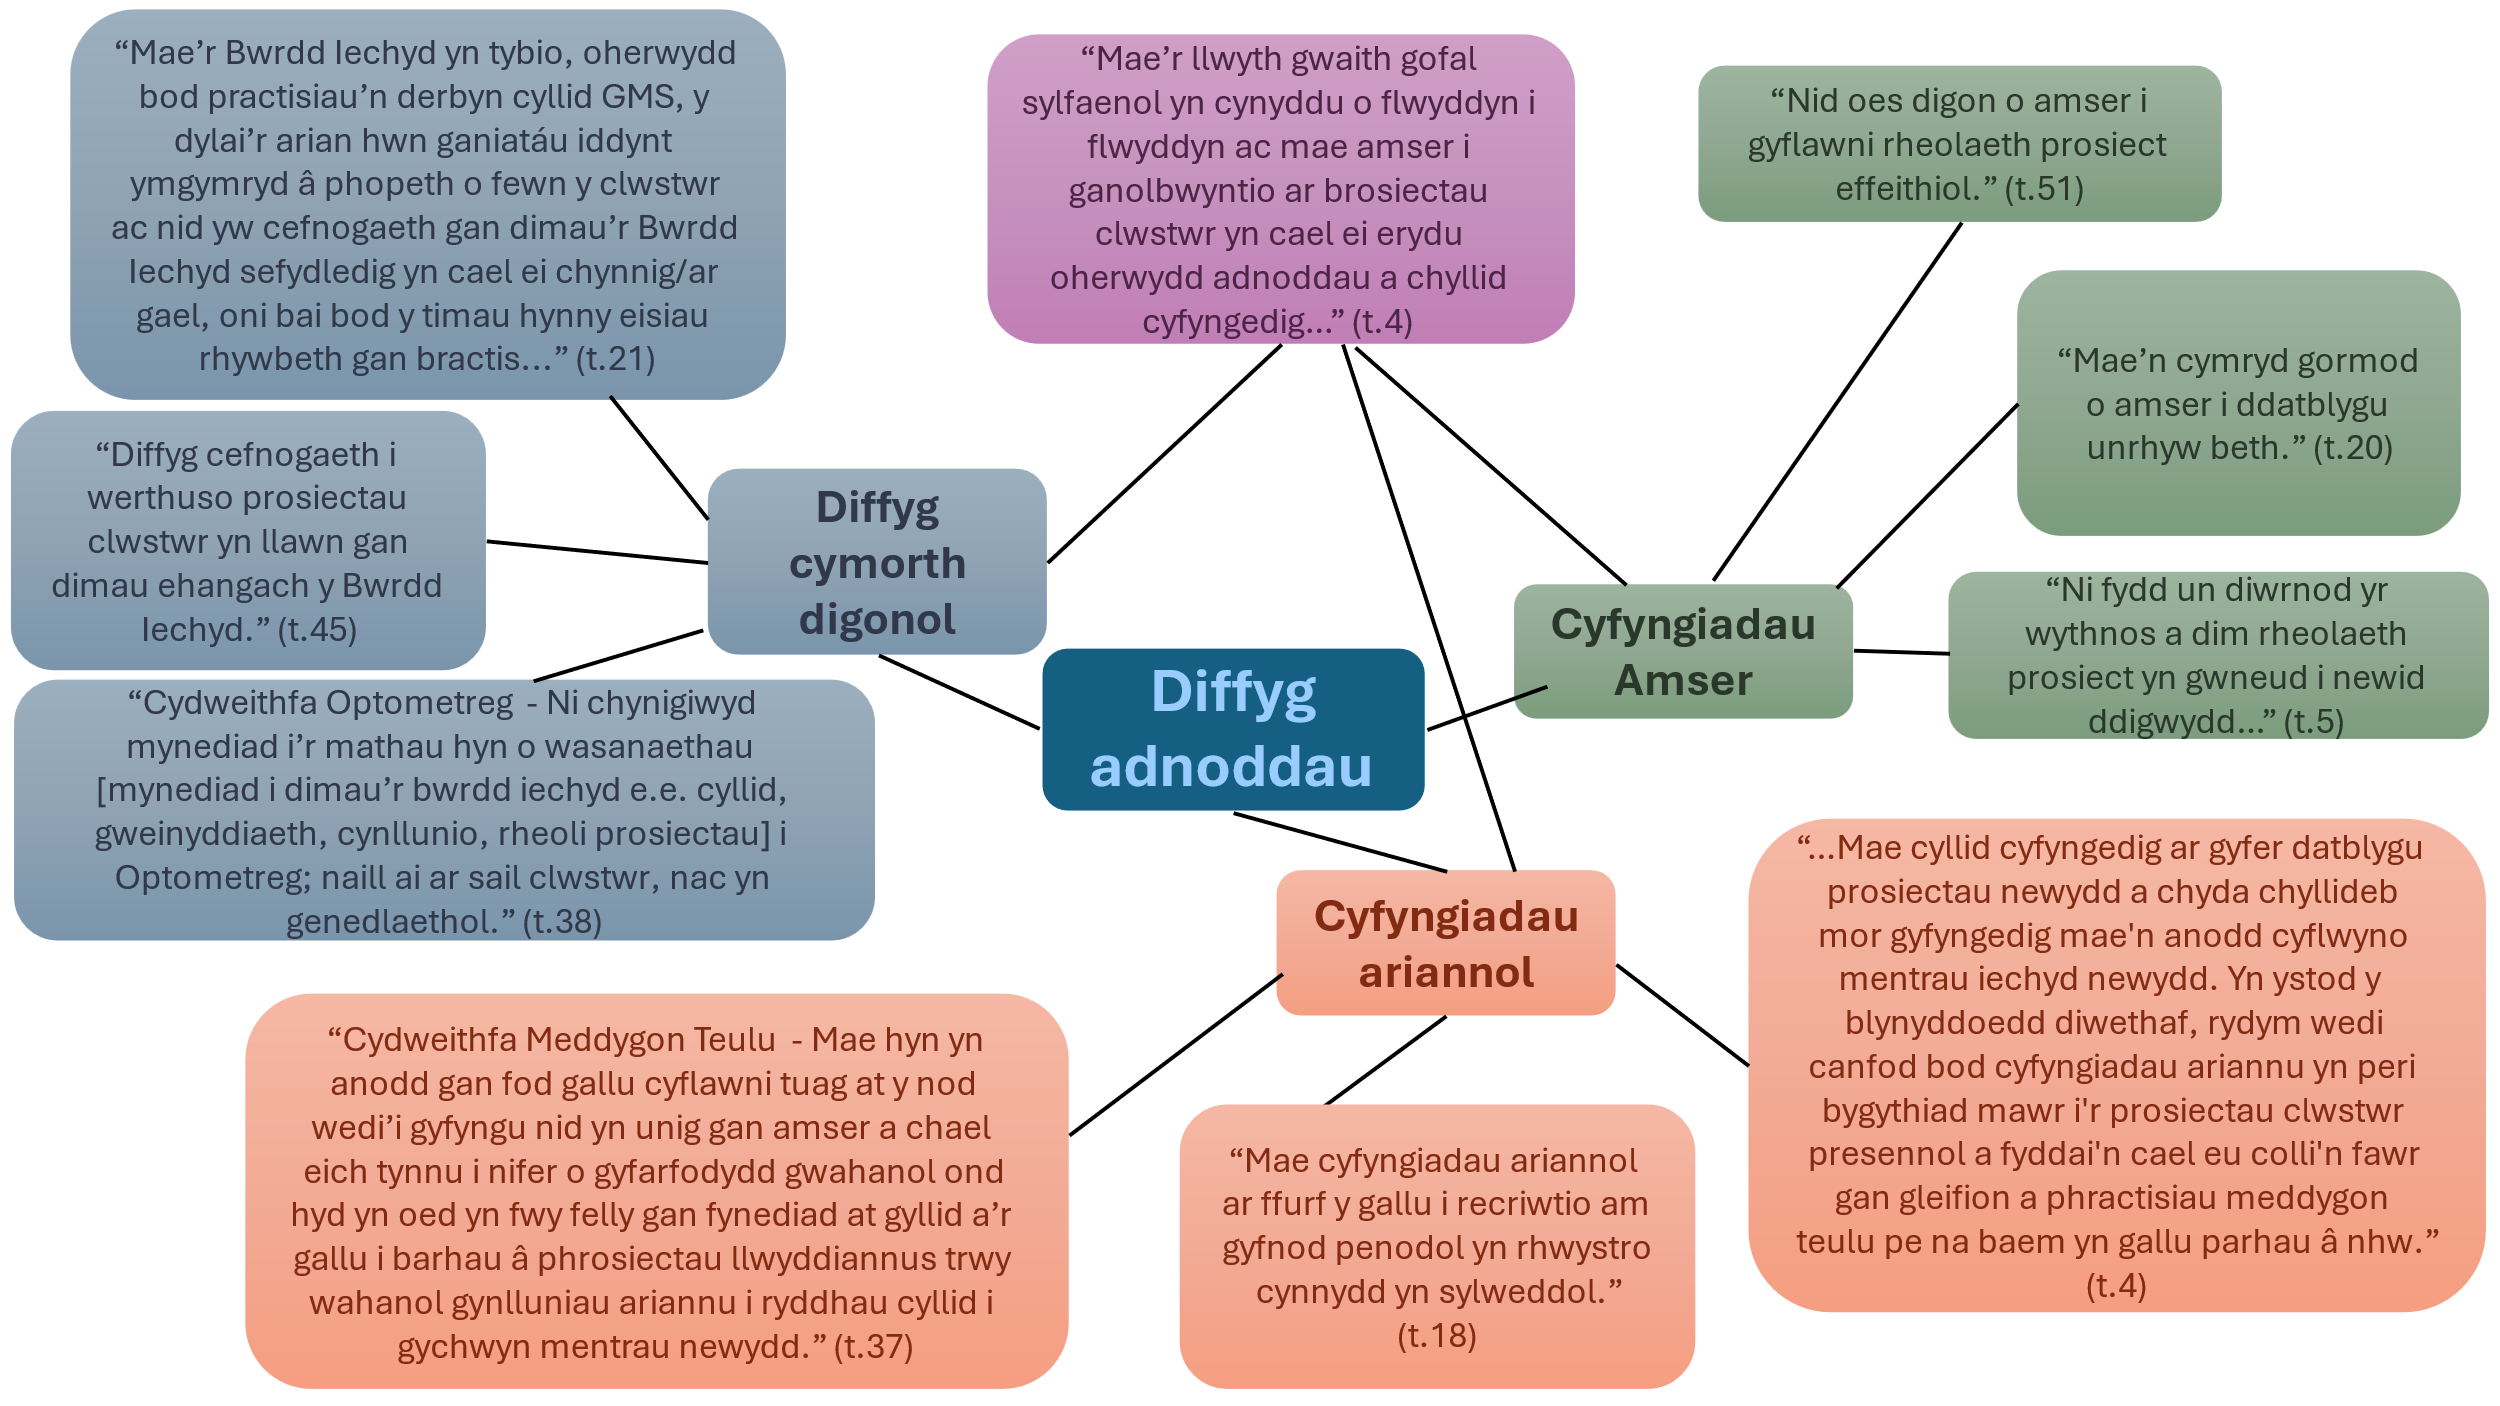 “Mae’r Bwrdd Iechyd yn tybio, oherwydd
bod practisiau’n derbyn cyllid GMS, y
dylai’r arian hwn ganiatáu iddynt
ymgymryd â phopeth o fewn y clwstwr
ac nid yw cefnogaeth gan dimau’r Bwrdd
Iechyd sefydledig yn cael ei chynnig/ar
gael, oni bai bod y timau hynny eisiau
rhywbeth gan bractis...” (t.21)
“Mae’r llwyth gwaith gofal
sylfaenol yn cynyddu o flwyddyn i
flwyddyn ac mae amser i
ganolbwyntio ar brosiectau
clwstwr yn cael ei erydu
oherwydd adnoddau a chyllid
cyfyngedig...” (t.4)
“Nid oes digon o amser i
gyflawni rheolaeth prosiect
effeithiol.” (t.51)
“Mae’n cymryd gormod
o amser i ddatblygu
unrhyw beth.” (t.20)
“Diffyg cefnogaeth i
werthuso prosiectau
clwstwr yn llawn gan
dimau ehangach y Bwrdd
Iechyd.” (t.45)
Diffyg
cymorth
digonol
Cyfyngiadau
Amser
“Ni fydd un diwrnod yr
wythnos a dim rheolaeth
prosiect yn gwneud i newid
ddigwydd...” (t.5)
Diffyg
adnoddau
“Cydweithfa Optometreg - Ni chynigiwyd
mynediad i’r mathau hyn o wasanaethau
[mynediad i dimau’r bwrdd iechyd e.e. cyllid,
gweinyddiaeth, cynllunio, rheoli prosiectau] i
Optometreg; naill ai ar sail clwstwr, nac yn
genedlaethol.” (t.38)
Cyfyngiadau
ariannol
“...Mae cyllid cyfyngedig ar gyfer datblygu
prosiectau newydd a chyda chyllideb
mor gyfyngedig mae'n anodd cyflwyno
mentrau iechyd newydd. Yn ystod y
blynyddoedd diwethaf, rydym wedi
canfod bod cyfyngiadau ariannu yn peri
bygythiad mawr i'r prosiectau clwstwr
presennol a fyddai'n cael eu colli'n fawr
gan gleifion a phractisiau meddygon
teulu pe na baem yn gallu parhau â nhw.”
(t.4)
“Cydweithfa Meddygon Teulu - Mae hyn yn
anodd gan fod gallu cyflawni tuag at y nod
wedi’i gyfyngu nid yn unig gan amser a chael
eich tynnu i nifer o gyfarfodydd gwahanol ond
hyd yn oed yn fwy felly gan fynediad at gyllid a’r
gallu i barhau â phrosiectau llwyddiannus trwy
wahanol gynlluniau ariannu i ryddhau cyllid i
gychwyn mentrau newydd.” (t.37)
“Mae cyfyngiadau ariannol
ar ffurf y gallu i recriwtio am
gyfnod penodol yn rhwystro
cynnydd yn sylweddol.”
(t.18)